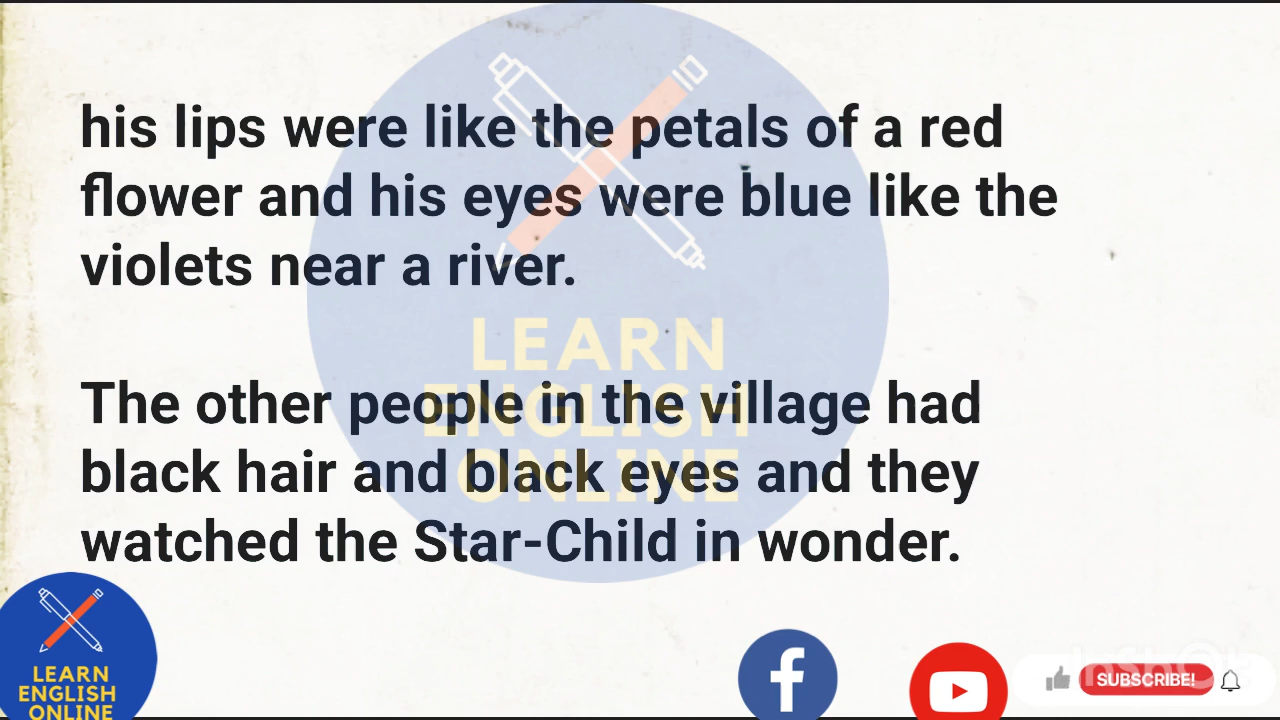 his lips were like the petals of a red
flower and his eyes were blue like the
violets near a river.
The other people in the village had
black hair and black eyes and they
watched the Star-Child in wonder.
LEARN
ENGLISH
ONLINE
LEARN
ENGLISH
ONLINE
SUBSCRIBE!